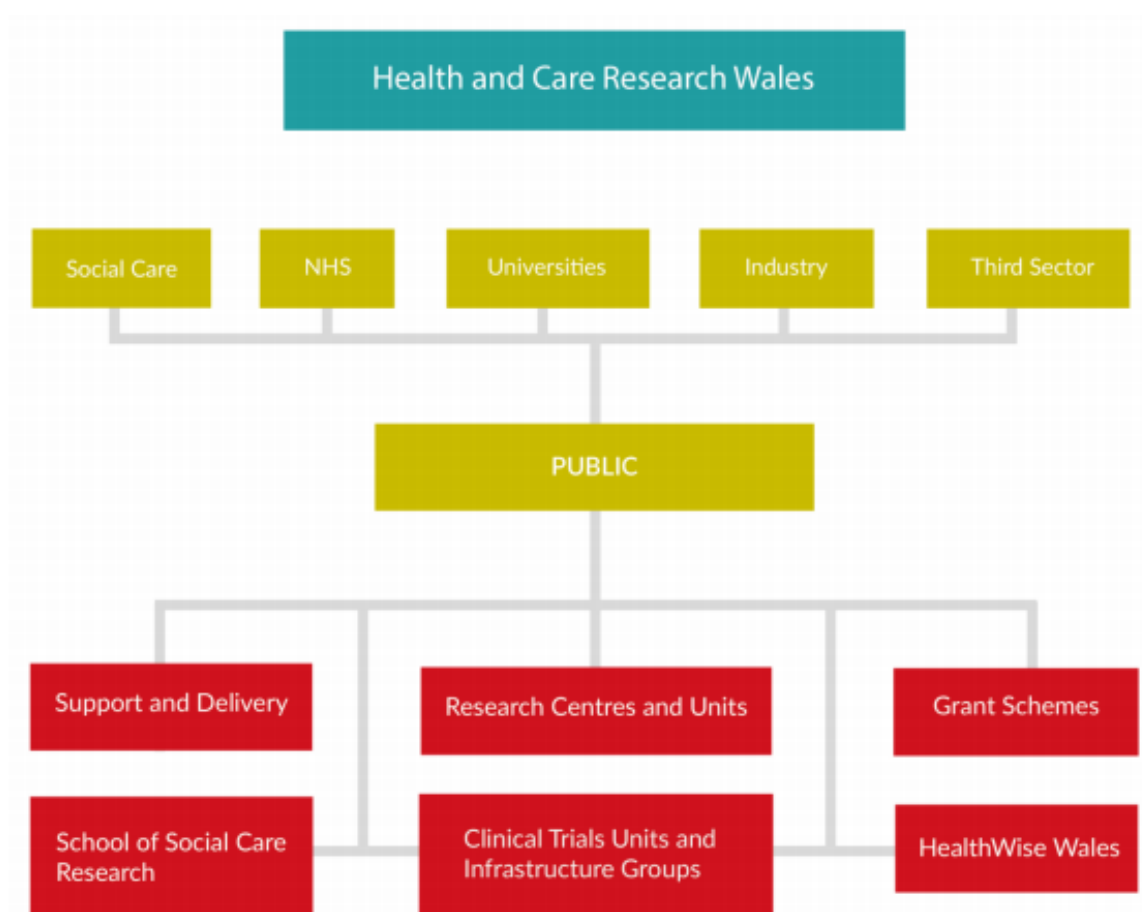 Health and Care Research Wales
Social Care
NHS
Universities
Industry
Third Sector
PUBLIC
Support and Delivery
Research Centres and Units
Grant Schemes
School of Social Care
Research
Clinical Trials Units and
Infrastructure Groups
HealthWise Wales